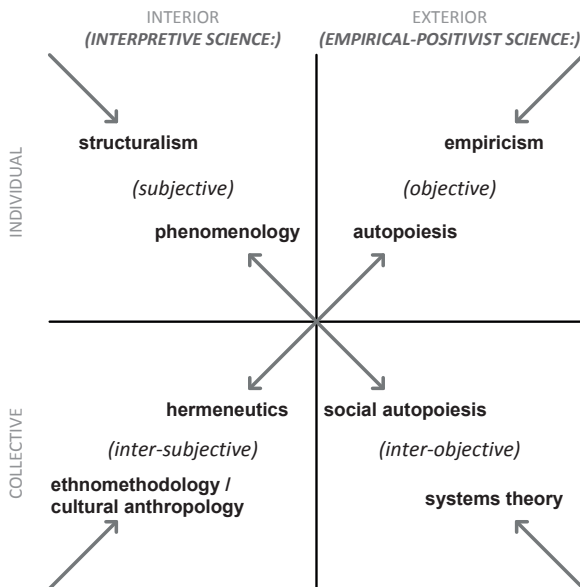 INTERIOR
EXTERIOR
(INTERPRETIVE SCIENCE:)
(EMPIRICAL-POSITIVIST SCIENCE:)
INDIVIDUAL
structuralism
empiricism
(subjective)
(objective)
phenomenology
autopoiesis
COLLECTIVE
hermeneutics
social autopoiesis
(inter-subjective)
(inter-objective)
ethnomethodology /
cultural anthropology
systems theory